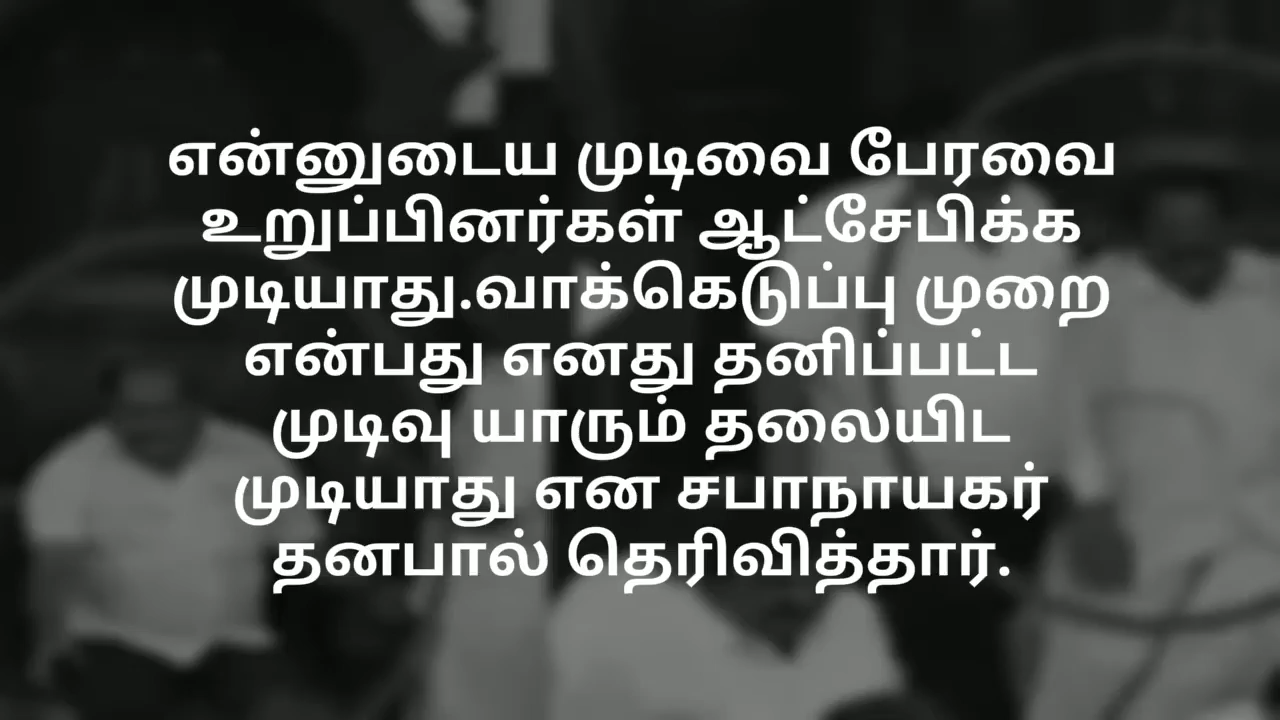 என்னுடைய முடிவை பேரவை
உறுப்பினர்கள் ஆட்சேபிக்க
முடியாது.வாக்கெடுப்பு முறை
என்பது எனது தனிப்பட்ட
முடிவு யாரும் தலையிட
முடியாது என சபாநாயகர்
தனபால் தெரிவித்தார்.